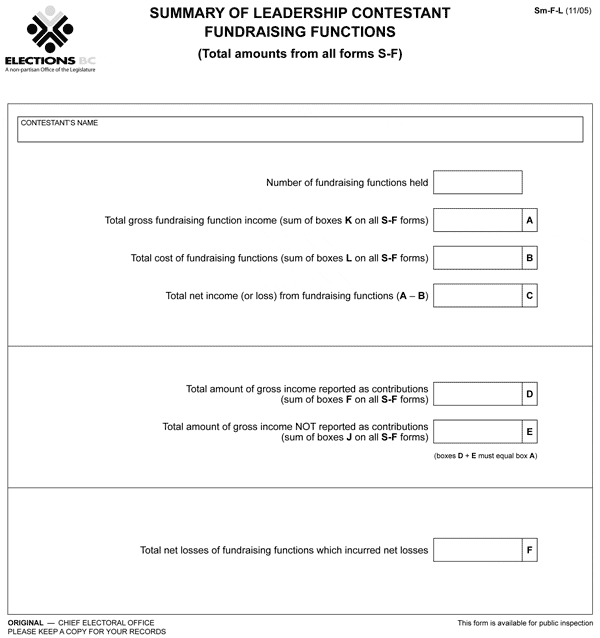 SUMMARY OF LEADERSHIP CONTESTANT
FUNDRAISING FUNCTIONS
(Total amounts from all forms S-F)
Sm-F-L (11/05)
ELECTIONS BC
A non-partisan Office of the Legislature
CONTESTANT'S NAME
Number of fundraising functions held
Total gross fundraising function income (sum of boxes K on all S-F forms) A
Total cost of fundraising functions (sum of boxes L on all S-F forms) B
Total net income (or loss) from fundraising functions (A – B) C
Total amount of gross income reported as contributions
(sum of boxes F on all S-F forms) D
Total amount of gross income NOT reported as contributions
(sum of boxes J on all S-F forms) E
(boxes D + E must equal box A)
Total net losses of fundraising functions which incurred net losses F
ORIGINAL — CHIEF ELECTORAL OFFICE
PLEASE KEEP A COPY FOR YOUR RECORDS
This form is available for public inspection